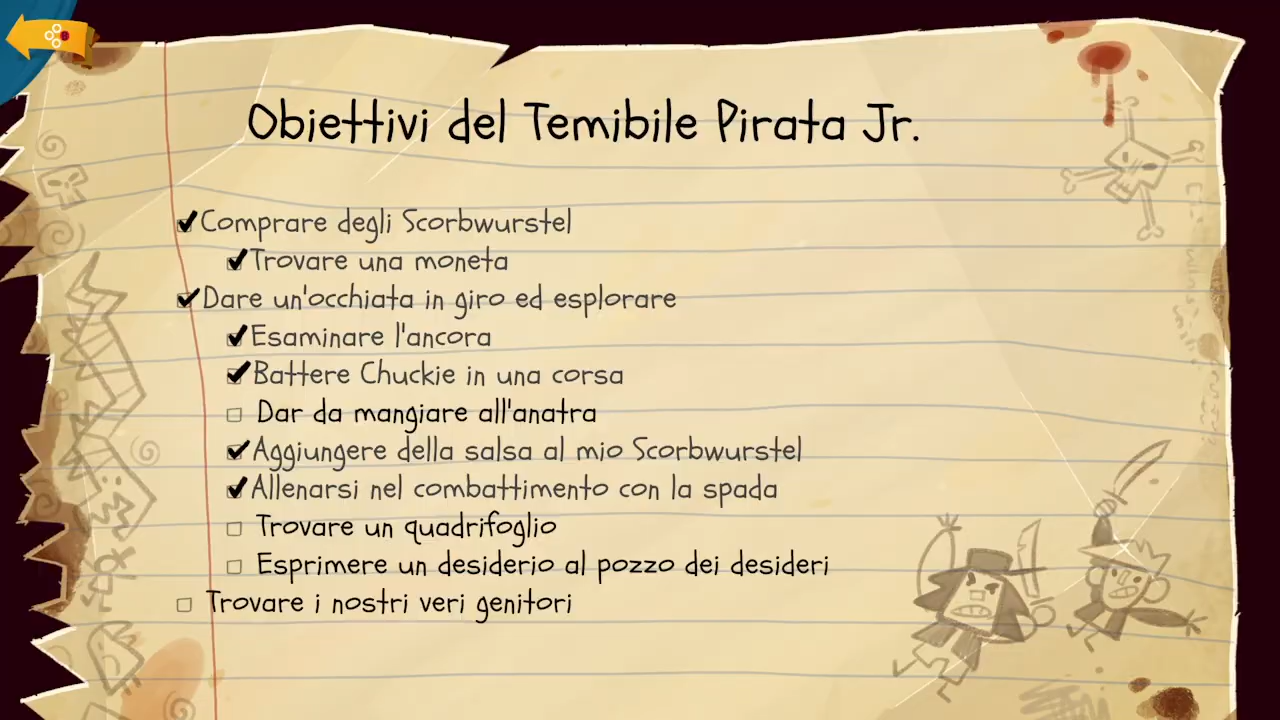 Obiettivi del Temibile Pirata Jr.
Comprare degli Scorbwurstel
Trovare una moneta
Dare un'occhiata in giro ed esplorare
Esaminare l'ancora
Battere Chuckie in una corsa
Dar da mangiare all'anatra
Aggiungere della salsa al mio Scorbwurstel
Allenarsi nel combattimento con la spada
Trovare un quadrifoglio
Esprimere un desiderio al pozzo dei desideri
Trovare i nostri veri genitori